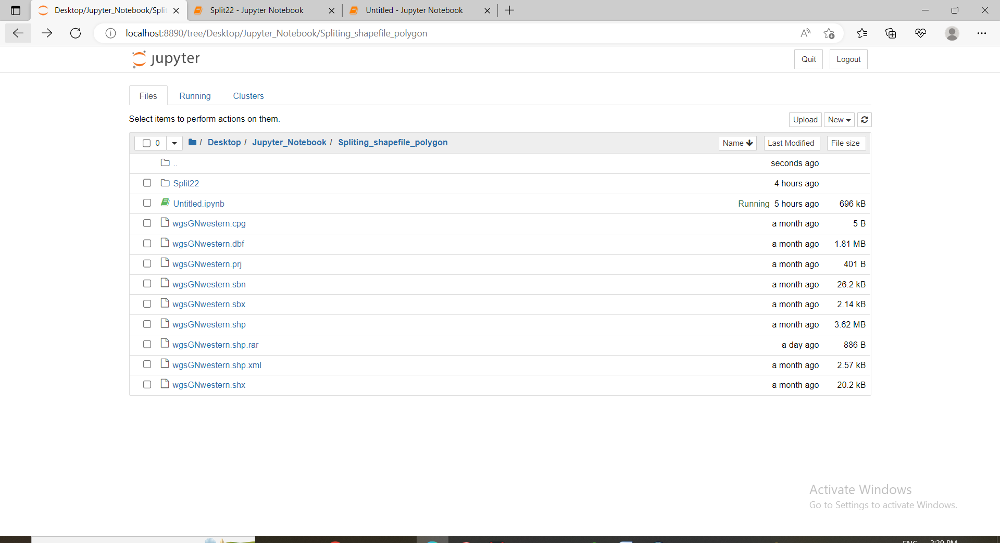 Desktop/Jupyter_Notebook/Split
Split22 - Jupyter Notebook
Untitled - Jupyter Notebook
localhost:8890/tree/Desktop/Jupyter_Notebook/Spliting_shapefile_polygon
jupyter
Quit
Logout
Files
Running
Clusters
Select items to perform actions on them.
Upload
New
0
/ Desktop / Jupyter_Notebook / Spliting_shapefile_polygon
Name
Last Modified
File size
.. seconds ago
Split22 4 hours ago
Untitled.ipynb Running 5 hours ago 696 kB
wgsGNwestern.cpg a month ago 5 B
wgsGNwestern.dbf a month ago 1.81 MB
wgsGNwestern.prj a month ago 401 B
wgsGNwestern.sbn a month ago 26.2 kB
wgsGNwestern.sbx a month ago 2.14 kB
wgsGNwestern.shp a month ago 3.62 MB
wgsGNwestern.shp.rar a day ago 886 B
wgsGNwestern.shp.xml a month ago 2.57 kB
wgsGNwestern.shx a month ago 20.2 kB
Activate Windows
Go to Settings to activate Windows.